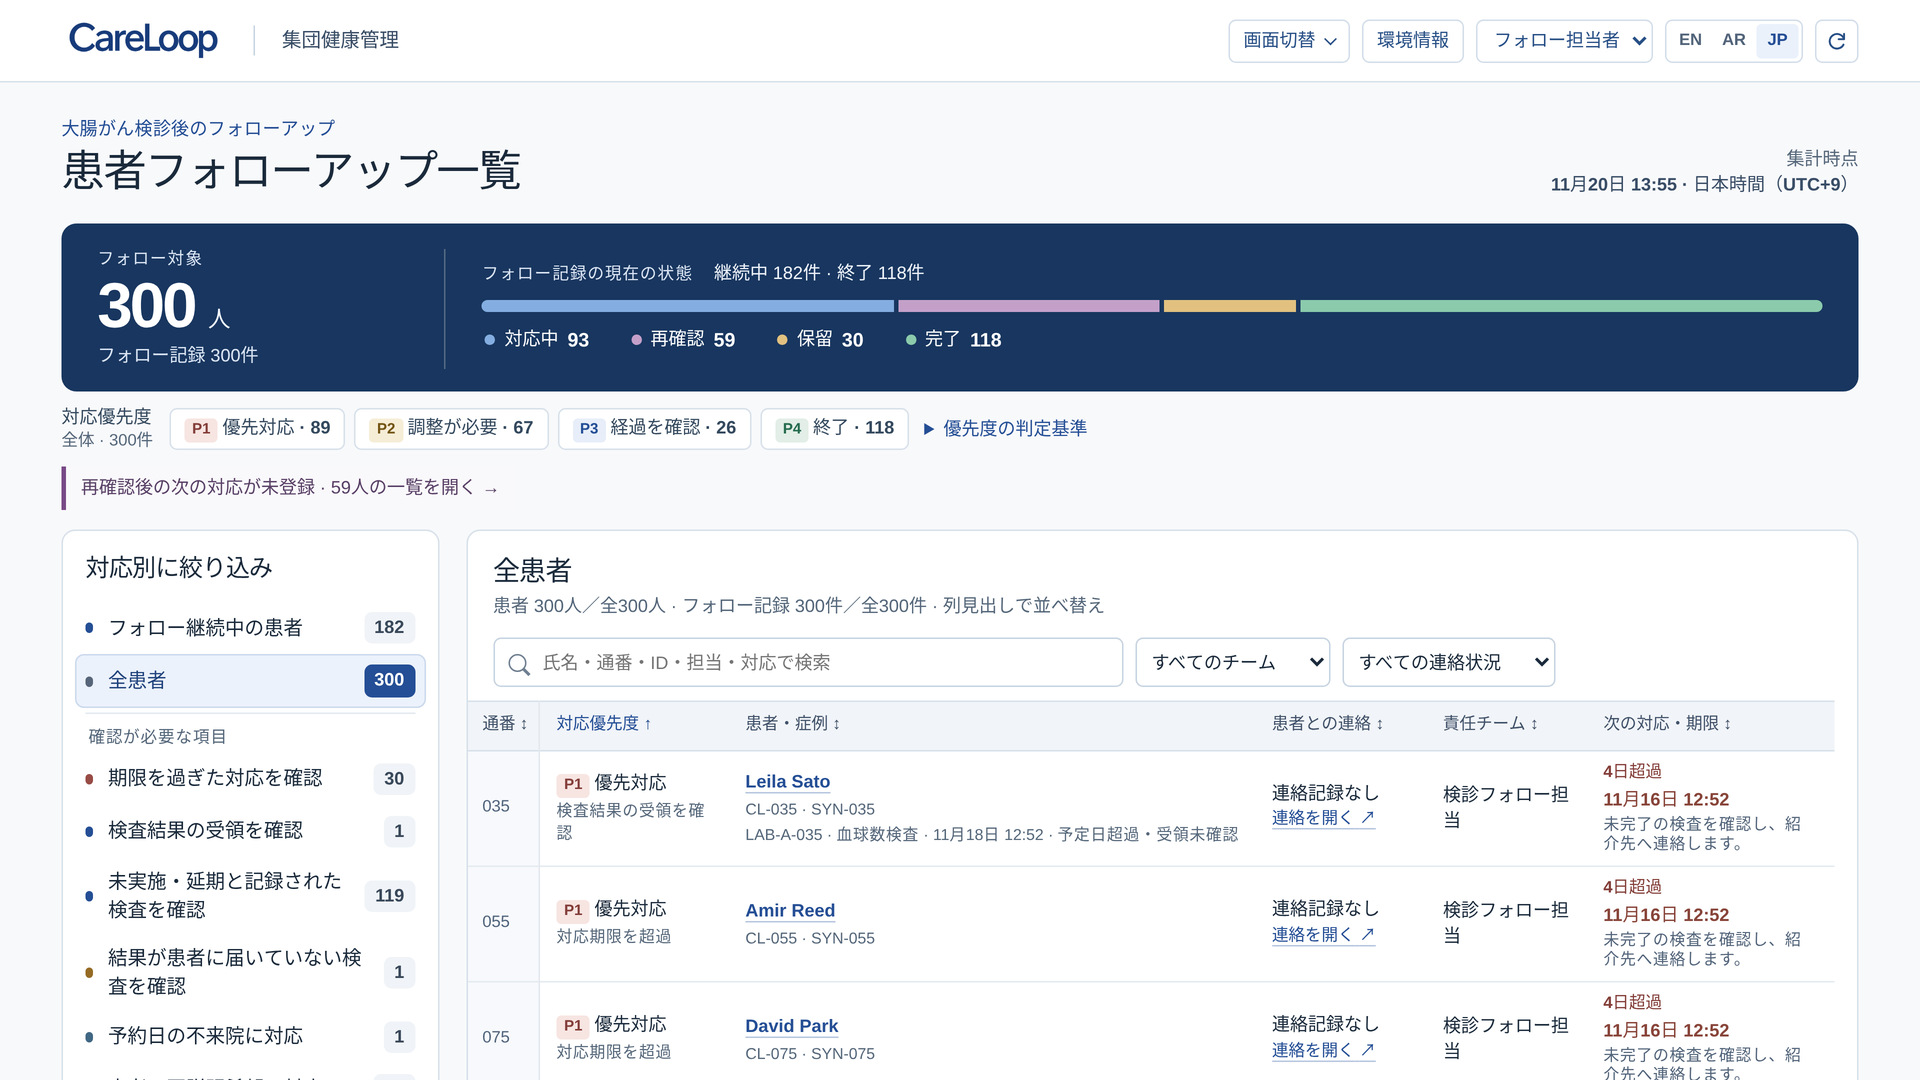 CareLoop
集団健康管理
画面切替
環境情報
フォロー担当者
EN AR JP
大腸がん検診後のフォローアップ
患者フォローアップ一覧
集計時点
11月20日 13:55 · 日本時間（UTC+9）
フォロー対象
300 人
フォロー記録 300件
フォロー記録の現在の状態 継続中 182件 · 終了 118件
対応中 93 再確認 59 保留 30 完了 118
対応優先度
全体 · 300件
P1 優先対応 · 89
P2 調整が必要 · 67
P3 経過を確認 · 26
P4 終了 · 118
▶ 優先度の判定基準
再確認後の次の対応が未登録 · 59人の一覧を開く →
対応別に絞り込み
フォロー継続中の患者 182
全患者 300
確認が必要な項目
期限を過ぎた対応を確認 30
検査結果の受領を確認 1
未実施・延期と記録された
検査を確認 119
結果が患者に届いていない検
査を確認 1
予約日の不来院に対応 1
全患者
患者 300人／全300人 · フォロー記録 300件／全300件 · 列見出しで並べ替え
氏名・通番・ID・担当・対応で検索
すべてのチーム
すべての連絡状況
通番 ↕ 対応優先度 ↑ 患者・症例 ↕ 患者との連絡 ↕ 責任チーム ↕ 次の対応・期限 ↕
035
P1 優先対応
検査結果の受領を確
認
Leila Sato
CL-035 · SYN-035
LAB-A-035 · 血球数検査 · 11月18日 12:52 · 予定日超過・受領未確認
連絡記録なし
連絡を開く ↗
検診フォロー担
当
4日超過
11月16日 12:52
未完了の検査を確認し、紹
介先へ連絡します。
055
P1 優先対応
対応期限を超過
Amir Reed
CL-055 · SYN-055
連絡記録なし
連絡を開く ↗
検診フォロー担
当
4日超過
11月16日 12:52
未完了の検査を確認し、紹
介先へ連絡します。
075
P1 優先対応
対応期限を超過
David Park
CL-075 · SYN-075
連絡記録なし
連絡を開く ↗
検診フォロー担
当
4日超過
11月16日 12:52
未完了の検査を確認し、紹
介先へ連絡します。